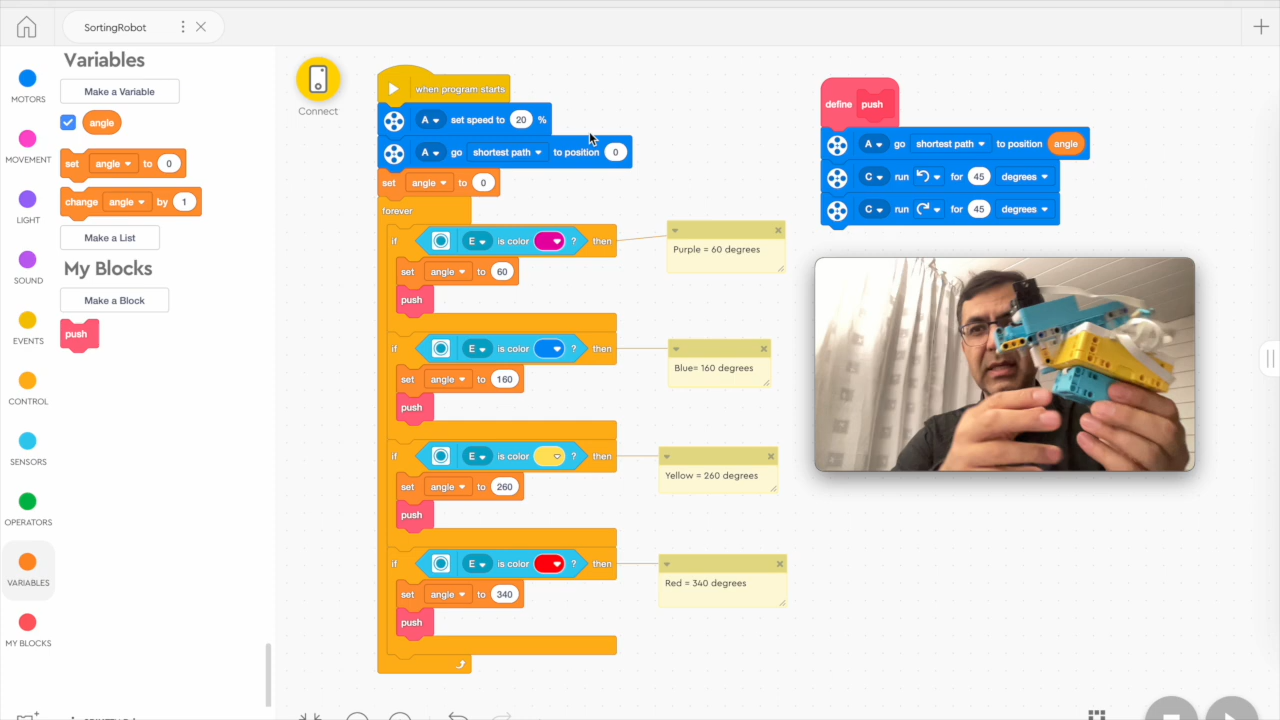 SortingRobot
Variables
Make a Variable
angle
set angle to 0
change angle by 1
Make a List
My Blocks
Make a Block
push
MOTORS
MOVEMENT
LIGHT
SOUND
EVENTS
CONTROL
SENSORS
OPERATORS
VARIABLES
MY BLOCKS
Connect
when program starts
A set speed to 20 %
A go shortest path to position 0
set angle to 0
forever
if E is color ? then
set angle to 60
push
if E is color ? then
set angle to 160
push
if E is color ? then
set angle to 260
push
if E is color ? then
set angle to 340
push
Purple = 60 degrees
Blue= 160 degrees
Yellow = 260 degrees
Red = 340 degrees
define push
A go shortest path to position angle
C run for 45 degrees
C run for 45 degrees